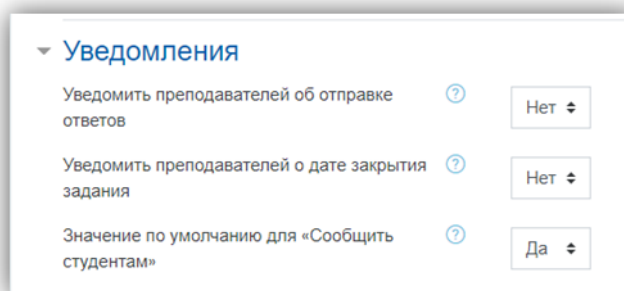 Уведомления
Уведомить преподавателей об отправке
ответов
Нет
Уведомить преподавателей о дате закрытия
задания
Нет
Значение по умолчанию для «Сообщить
студентам»
Да